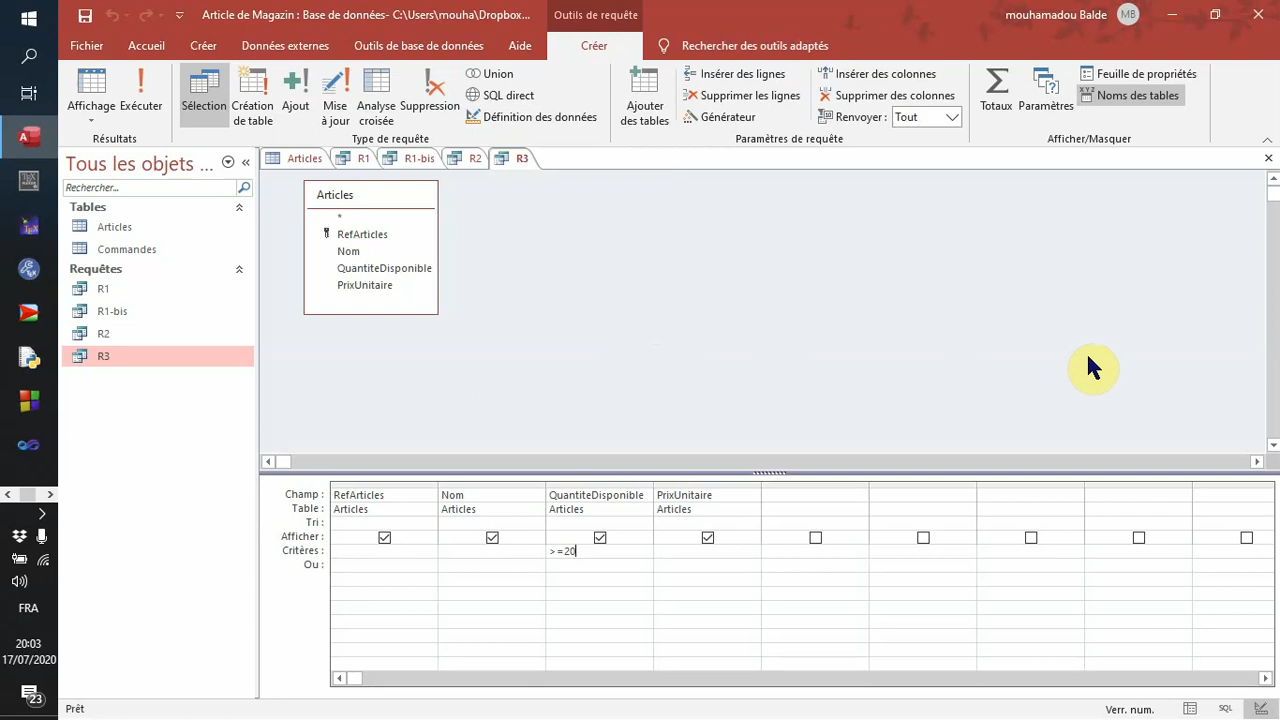 Article de Magazin : Base de données- C:\Users\mouha\Dropbox...
Outils de requête
mouhamadou Balde
MB
Fichier
Accueil
Créer
Données externes
Outils de base de données
Aide
Créer
Rechercher des outils adaptés
Affichage
Exécuter
Résultats
Sélection
Création
de table
Ajout
Mise
à jour
Analyse
croisée
Suppression
Union
SQL direct
Définition des données
Type de requête
Ajouter
des tables
Insérer des lignes
Supprimer les lignes
Générateur
Insérer des colonnes
Supprimer des colonnes
Renvoyer :
Tout
Paramètres de requête
Totaux
Paramètres
Feuille de propriétés
Noms des tables
Afficher/Masquer
Tous les objets ...
Rechercher...
Tables
Articles
Commandes
Requêtes
R1
R1-bis
R2
R3
Articles
R1
R1-bis
R2
R3
Articles
*
RefArticles
Nom
QuantiteDisponible
PrixUnitaire
Champ : RefArticles Nom QuantiteDisponible PrixUnitaire
Table : Articles Articles Articles Articles
Tri :
Afficher :
Critères : >=20
Ou :
FRA
20:03
17/07/2020
23
Prêt
Verr. num.
SQL